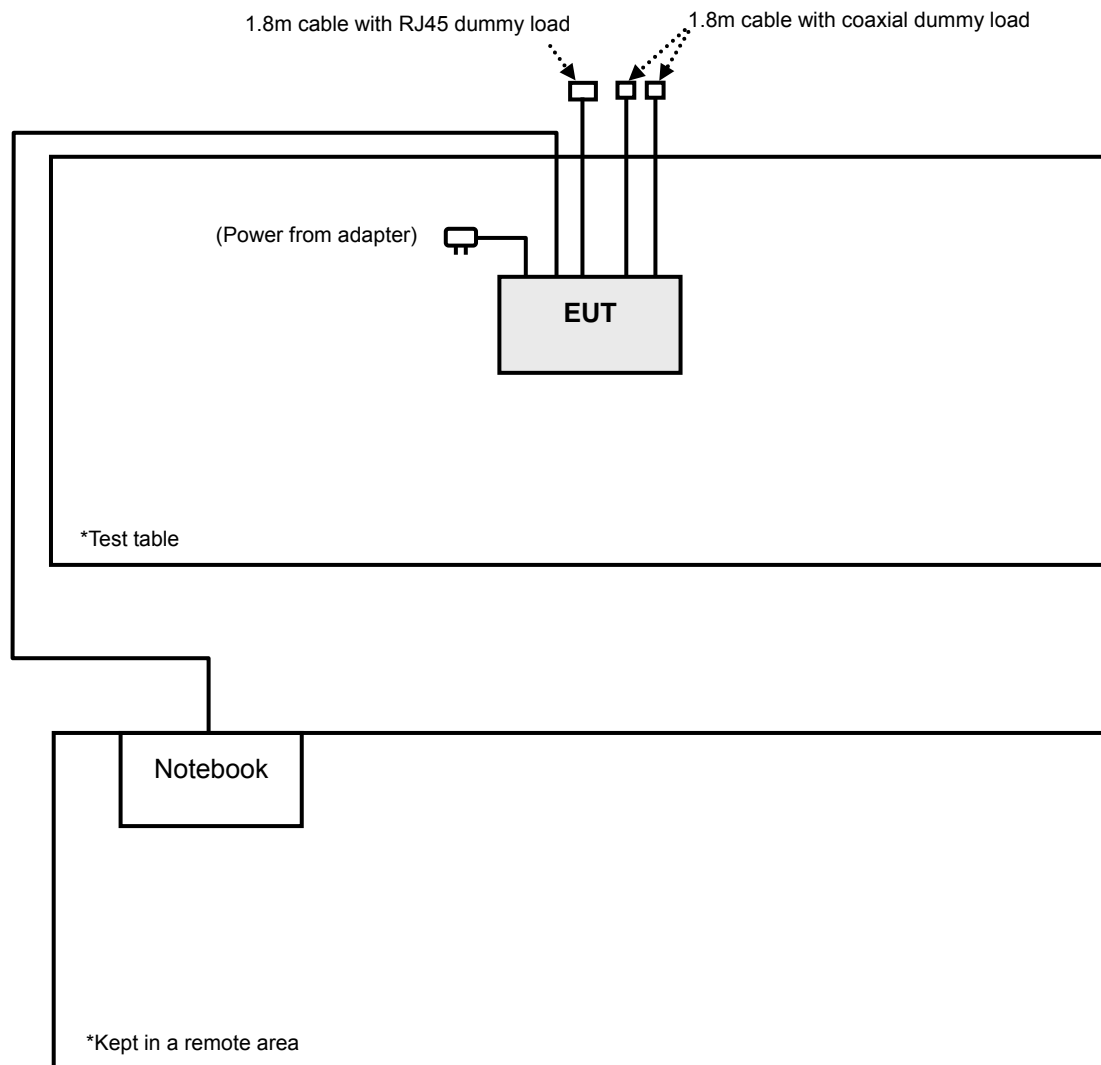 1.8m cable with RJ45 dummy load
1.8m cable with coaxial dummy load
(Power from adapter)
EUT
*Test table
Notebook
*Kept in a remote area